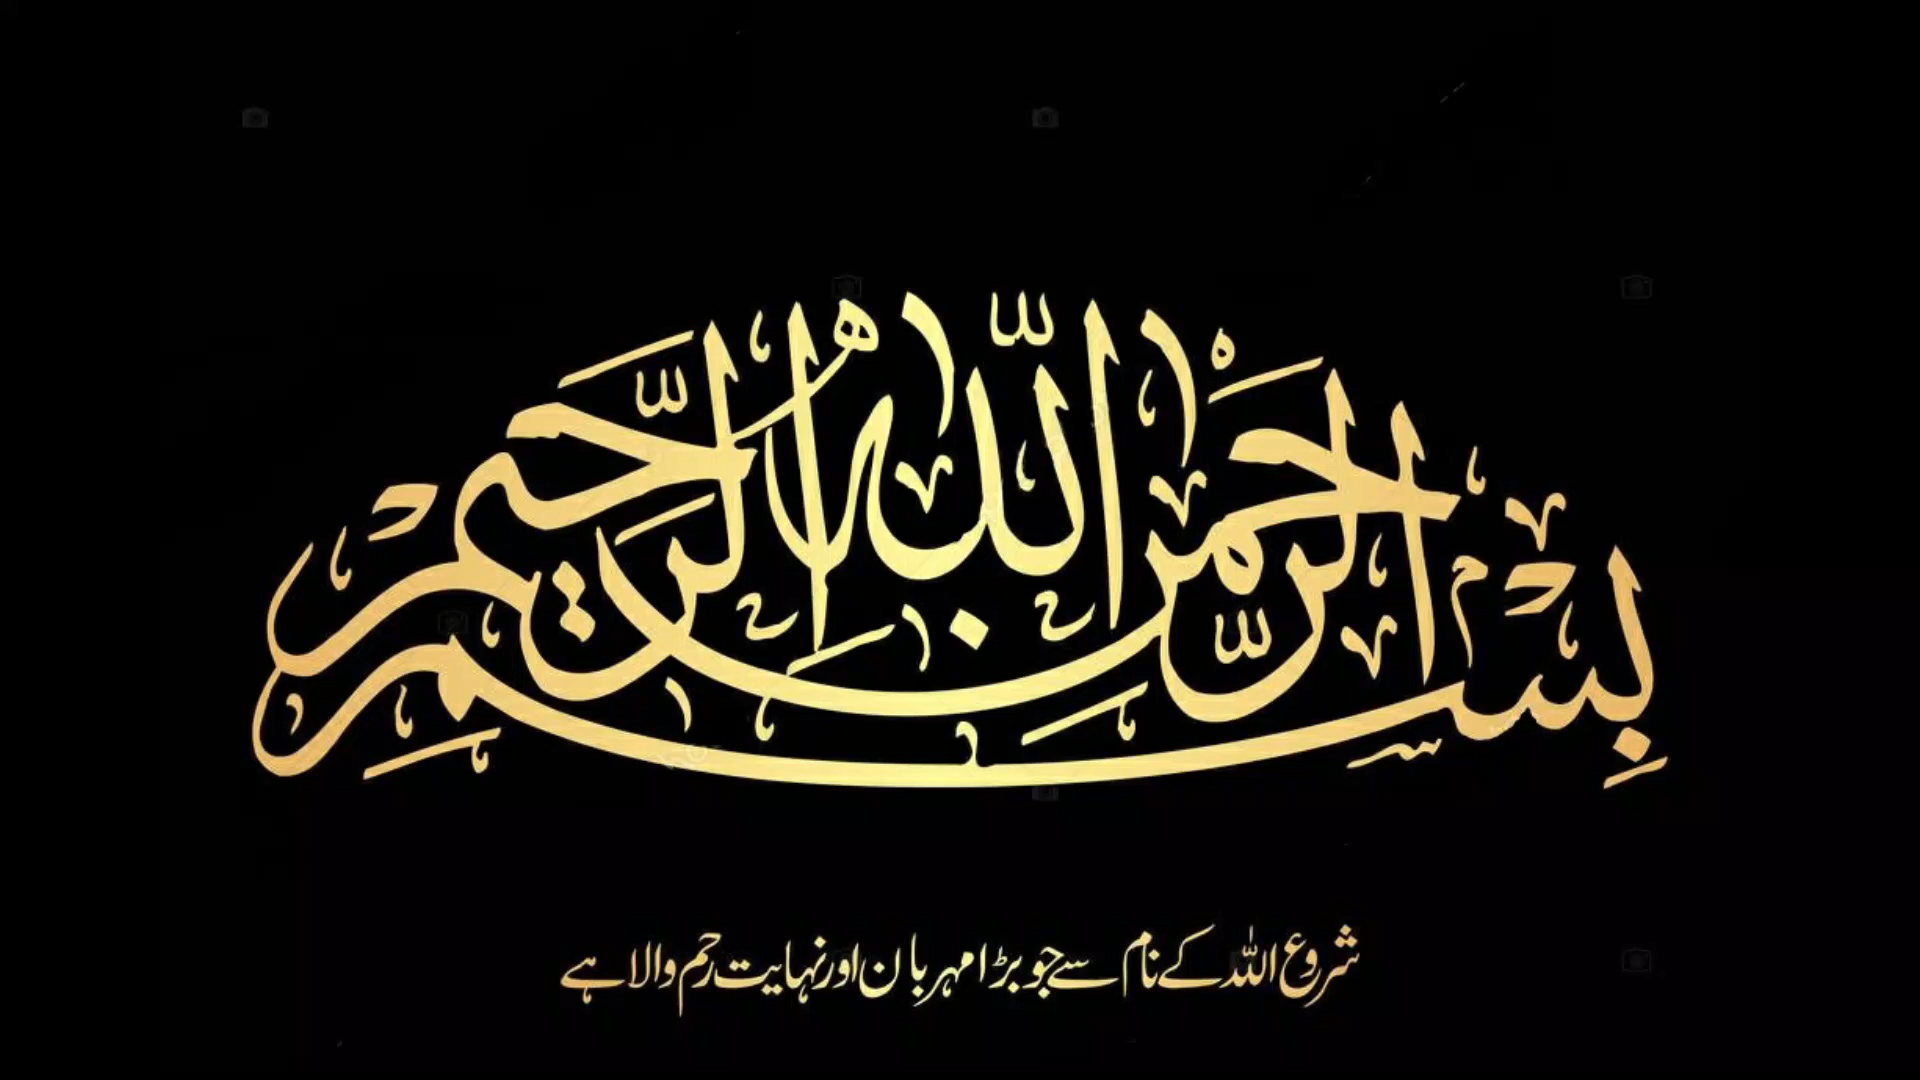 بِسْمِ اللّٰهِ الرَّحْمٰنِ الرَّحِيْمِ
شروع اللہ کے نام سے جو بڑا مہربان اور نہایت رحم والا ہے